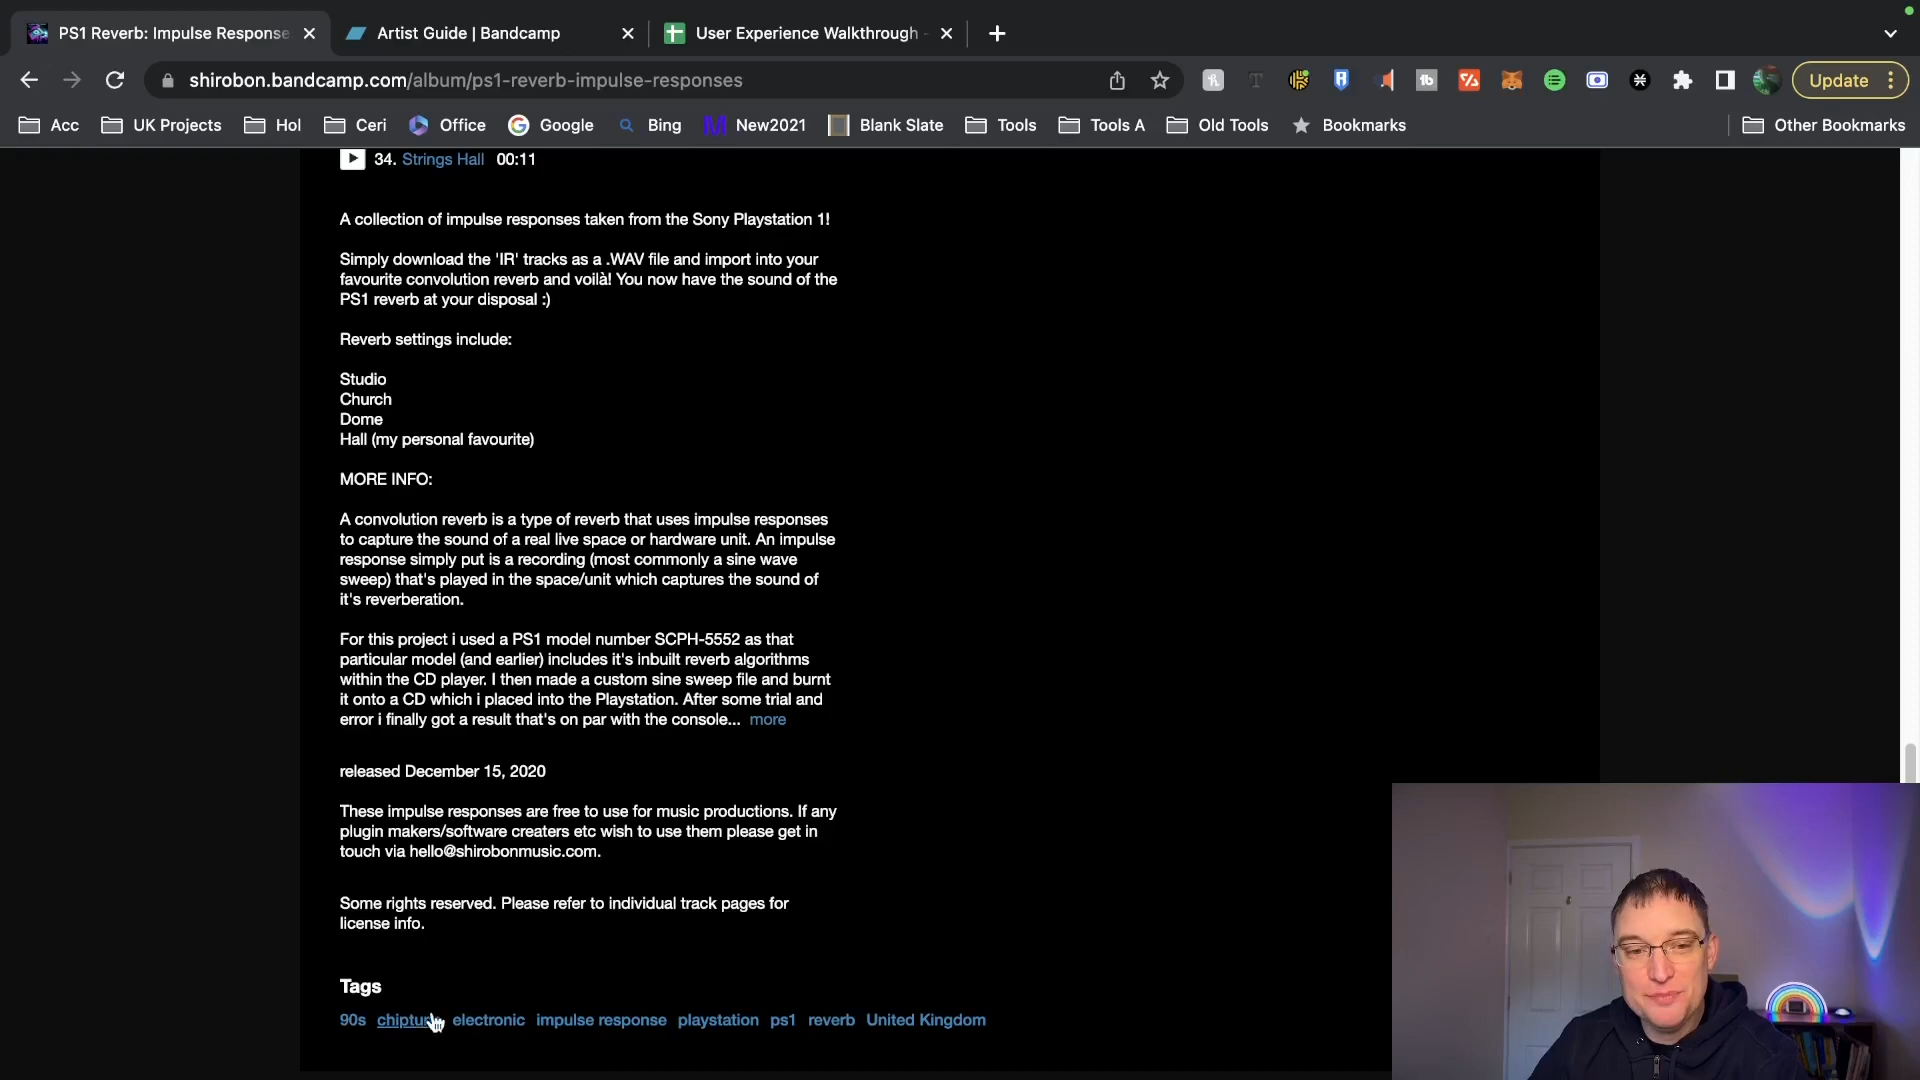 PS1 Reverb: Impulse Response
Artist Guide | Bandcamp
User Experience Walkthrough -
shirobon.bandcamp.com/album/ps1-reverb-impulse-responses
Update
Acc
UK Projects
Hol
Ceri
Office
Google
Bing
New2021
Blank Slate
Tools
Tools A
Old Tools
Bookmarks
Other Bookmarks
34. Strings Hall 00:11
A collection of impulse responses taken from the Sony Playstation 1!
Simply download the 'IR' tracks as a .WAV file and import into your
favourite convolution reverb and voilà! You now have the sound of the
PS1 reverb at your disposal :)
Reverb settings include:
Studio
Church
Dome
Hall (my personal favourite)
MORE INFO:
A convolution reverb is a type of reverb that uses impulse responses
to capture the sound of a real live space or hardware unit. An impulse
response simply put is a recording (most commonly a sine wave
sweep) that's played in the space/unit which captures the sound of
it's reverberation.
For this project i used a PS1 model number SCPH-5552 as that
particular model (and earlier) includes it's inbuilt reverb algorithms
within the CD player. I then made a custom sine sweep file and burnt
it onto a CD which i placed into the Playstation. After some trial and
error i finally got a result that's on par with the console... more
released December 15, 2020
These impulse responses are free to use for music productions. If any
plugin makers/software creaters etc wish to use them please get in
touch via hello@shirobonmusic.com.
Some rights reserved. Please refer to individual track pages for
license info.
Tags
90s chiptu electronic impulse response playstation ps1 reverb United Kingdom